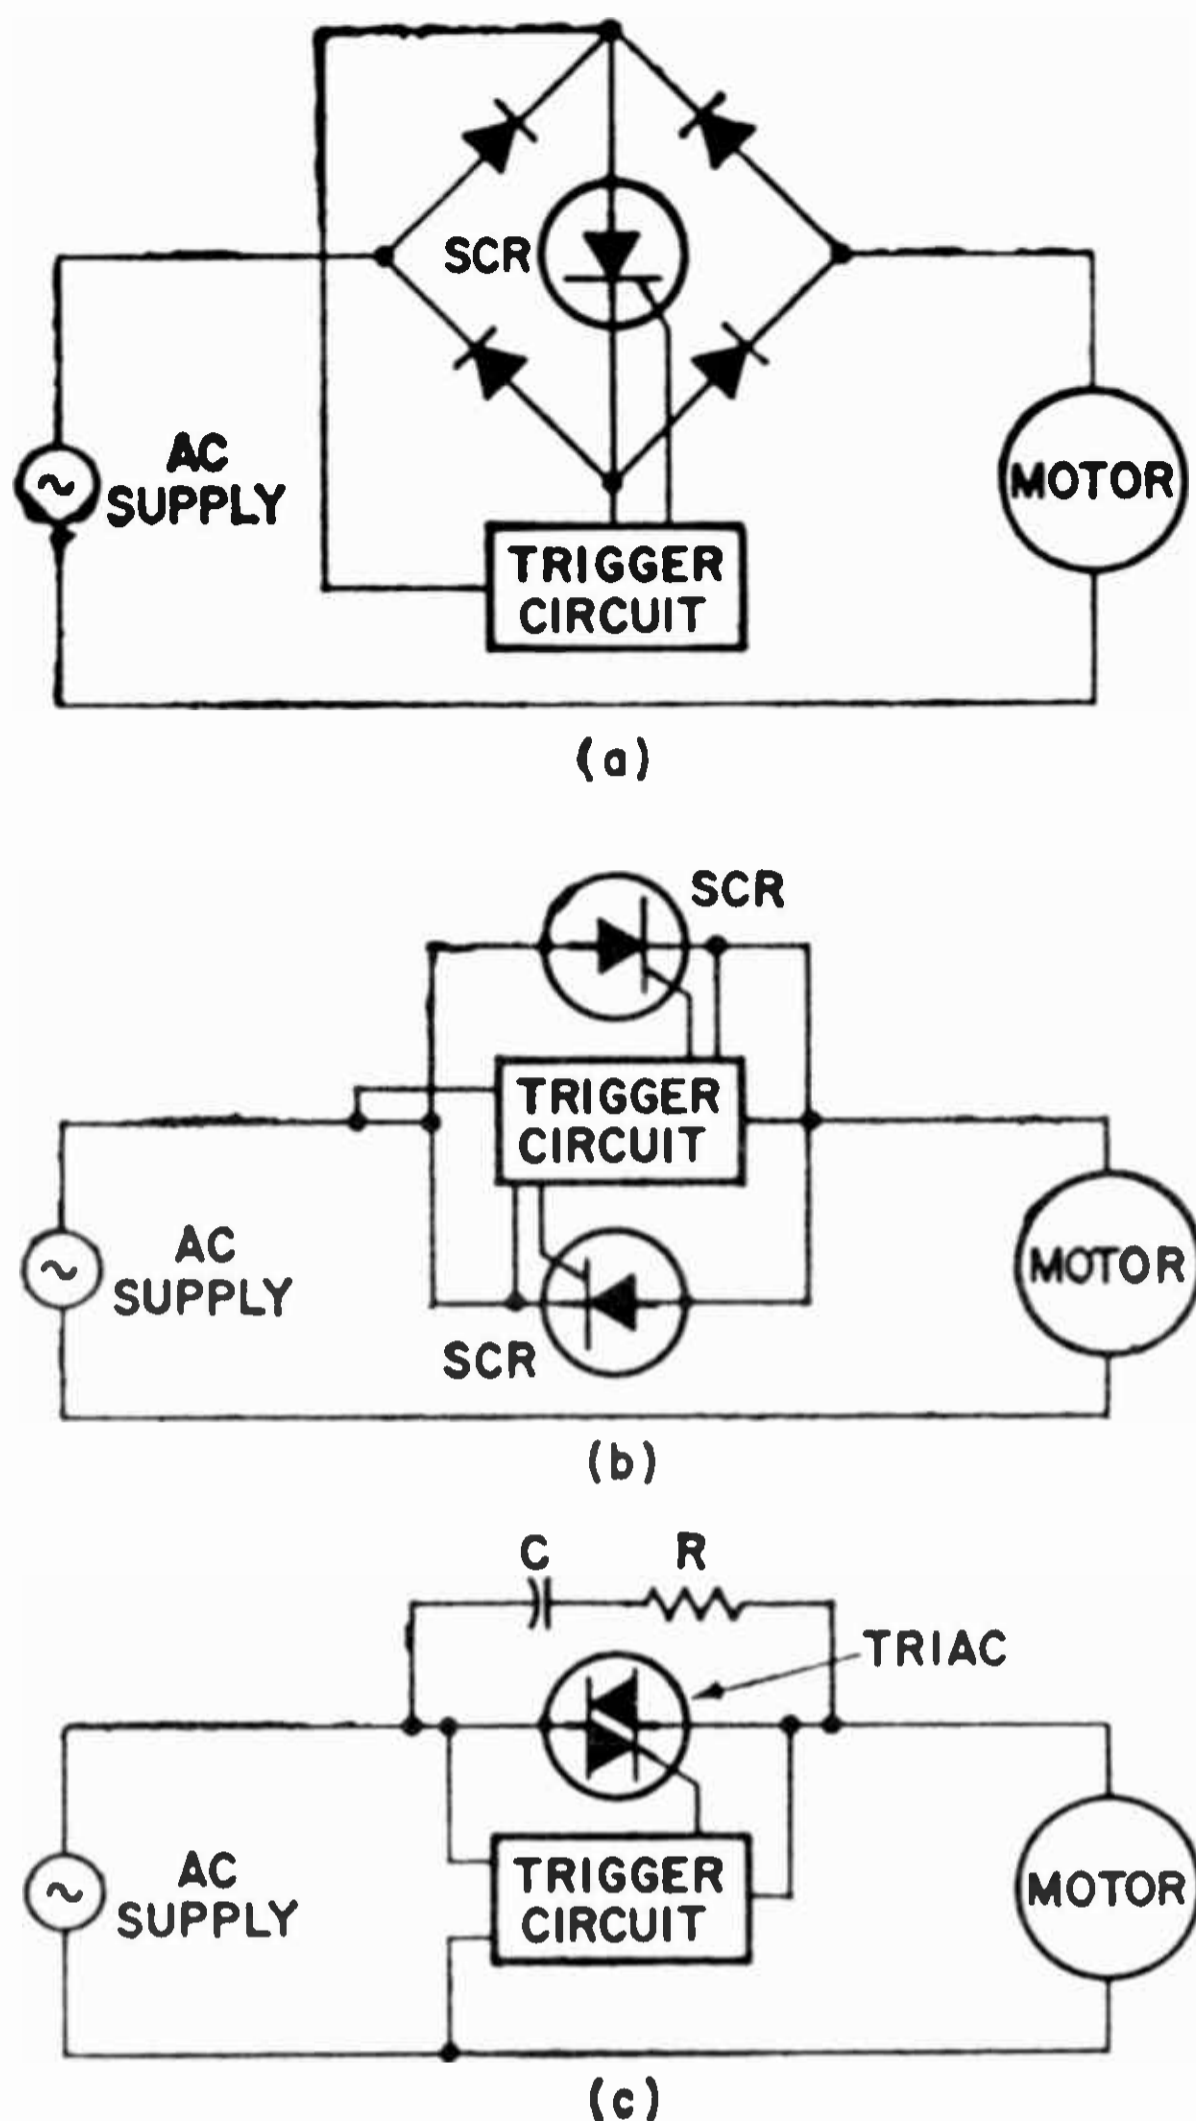 SCR
AC
SUPPLY
MOTOR
TRIGGER
CIRCUIT
(a)
SCR
TRIGGER
CIRCUIT
AC
SUPPLY
MOTOR
SCR
(b)
C R
TRIAC
TRIGGER
CIRCUIT
AC
SUPPLY
MOTOR
(c)